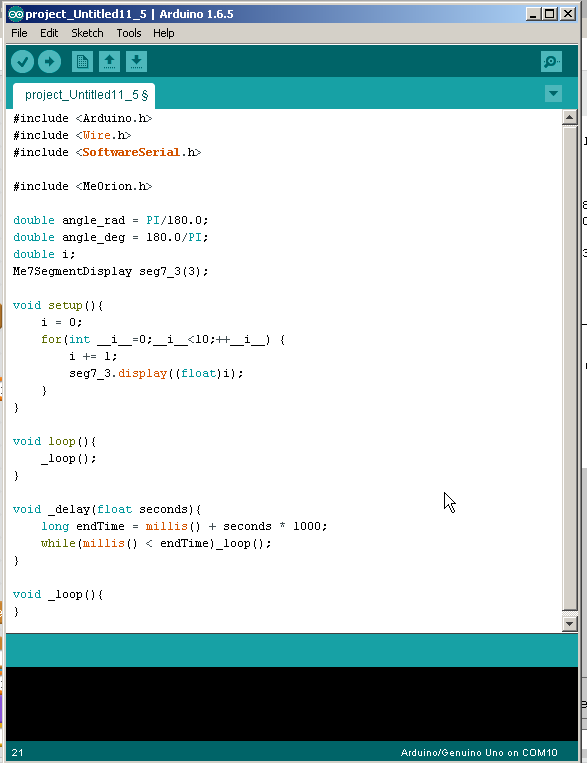 project_Untitled11_5 | Arduino 1.6.5
File Edit Sketch Tools Help
project_Untitled11_5 §
#include <Arduino.h>
#include <Wire.h>
#include <SoftwareSerial.h>
#include <MeOrion.h>
double angle_rad = PI/180.0;
double angle_deg = 180.0/PI;
double i;
Me7SegmentDisplay seg7_3(3);
void setup(){
    i = 0;
    for(int __i__=0;__i__<10;++__i__) {
        i += 1;
        seg7_3.display((float)i);
    }
}
void loop(){
    _loop();
}
void _delay(float seconds){
    long endTime = millis() + seconds * 1000;
    while(millis() < endTime)_loop();
}
void _loop(){
}
21 Arduino/Genuino Uno on COM10